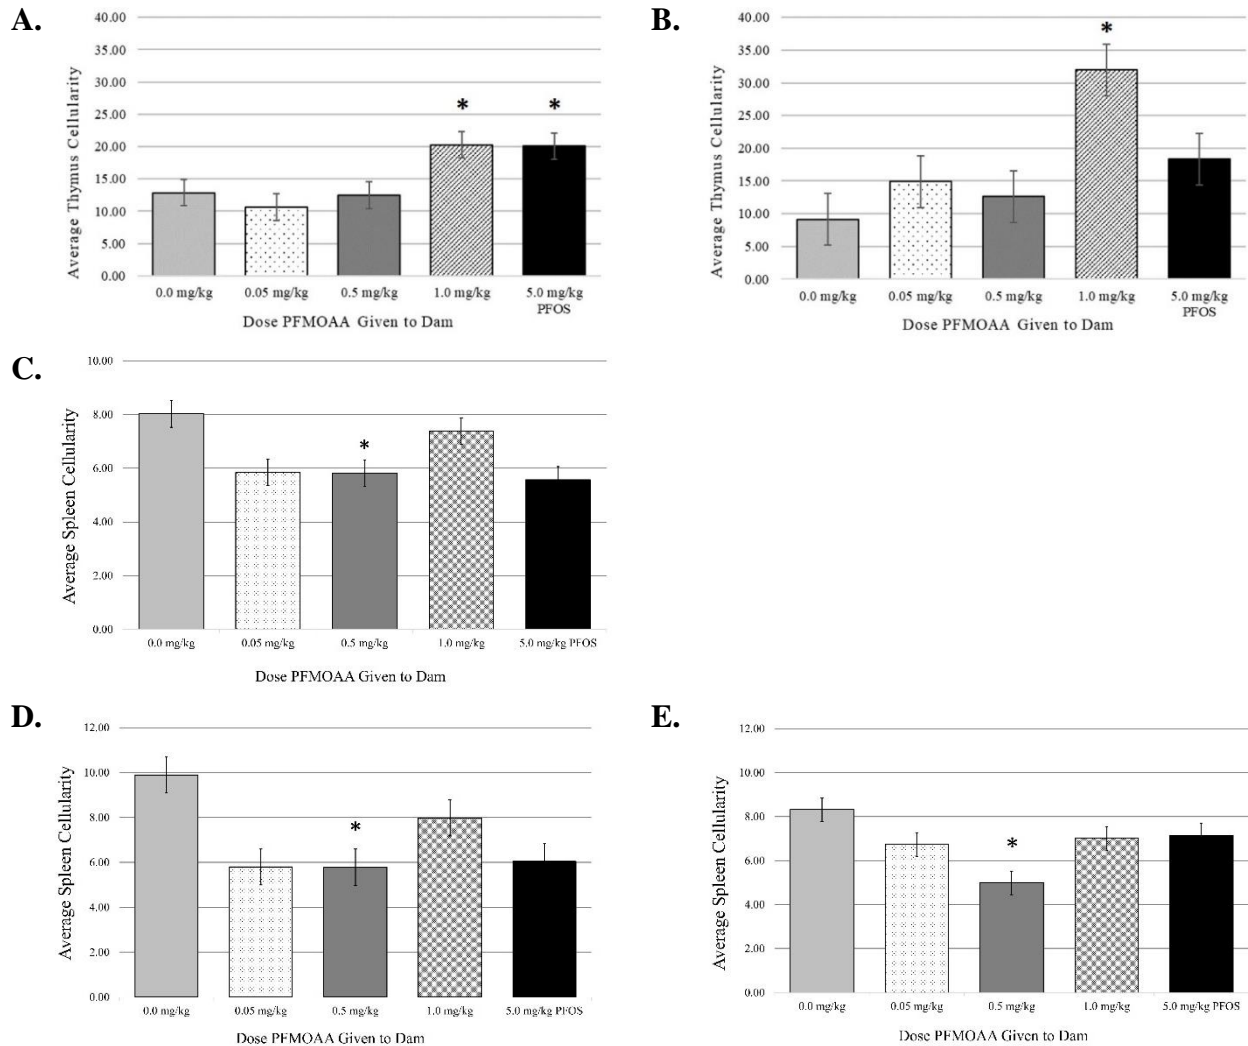 A.
40.00
35.00
30.00
25.00
20.00
15.00
10.00
5.00
0.00
Average Thymus Cellularity
* *
0.0 mg/kg 0.05 mg/kg 0.5 mg/kg 1.0 mg/kg 5.0 mg/kg
PFOS
Dose PFMOAA Given to Dam
B.
40.00
35.00
30.00
25.00
20.00
15.00
10.00
5.00
0.00
Average Thymus Cellularity
*
0.0 mg/kg 0.05 mg/kg 0.5 mg/kg 1.0 mg/kg 5.0 mg/kg
PFOS
Dose PFMOAA Given to Dam
C.
10.00
8.00
6.00
4.00
2.00
0.00
Average Spleen Cellularity
*
0.0 mg/kg 0.05 mg/kg 0.5 mg/kg 1.0 mg/kg 5.0 mg/kg PFOS
Dose PFMOAA Given to Dam
D.
12.00
10.00
8.00
6.00
4.00
2.00
0.00
Average Spleen Cellularity
*
0.0 mg/kg 0.05 mg/kg 0.5 mg/kg 1.0 mg/kg 5.0 mg/kg PFOS
Dose PFMOAA Given to Dam
E.
12.00
10.00
8.00
6.00
4.00
2.00
0.00
Average Spleen Cellularity
*
0.0 mg/kg 0.05 mg/kg 0.5 mg/kg 1.0 mg/kg 5.0 mg/kg PFOS
Dose PFMOAA Given to Dam